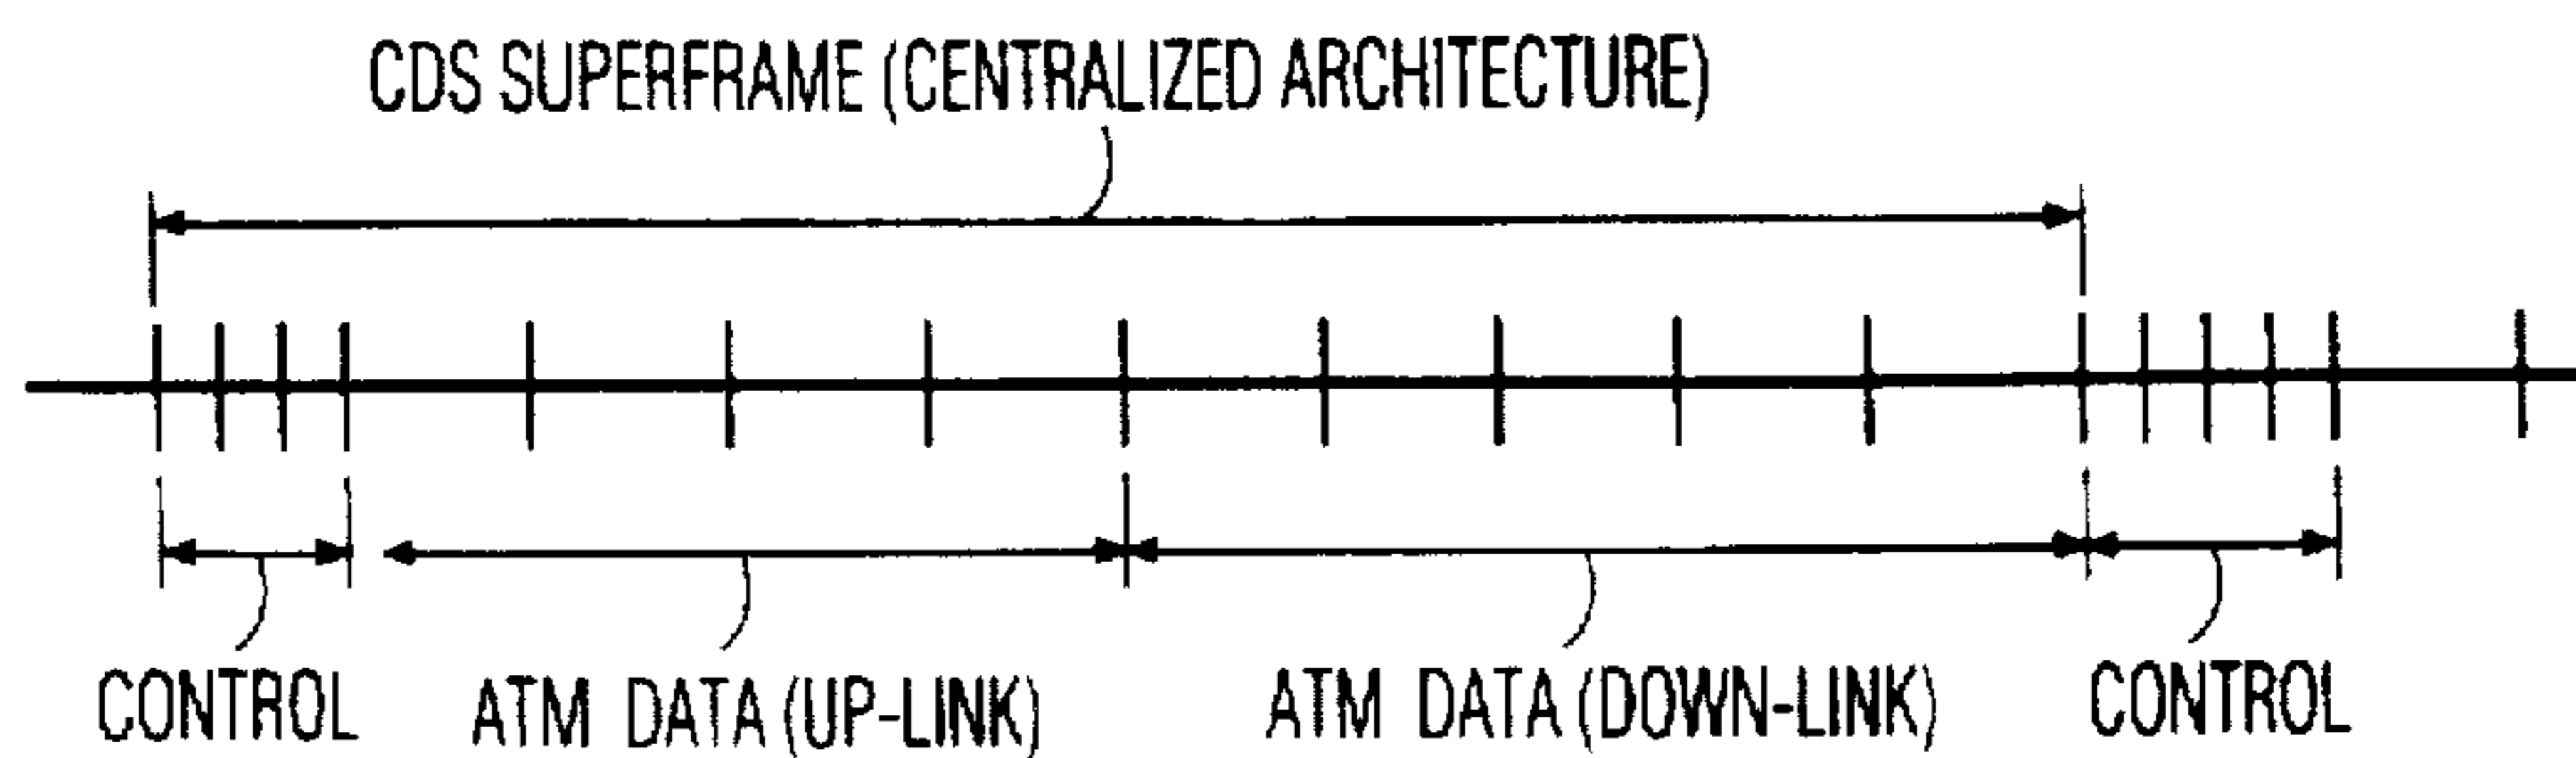 CDS SUPERFRAME (CENTRALIZED ARCHITECTURE)
CONTROL
ATM DATA (UP-LINK)
ATM DATA (DOWN-LINK)
CONTROL